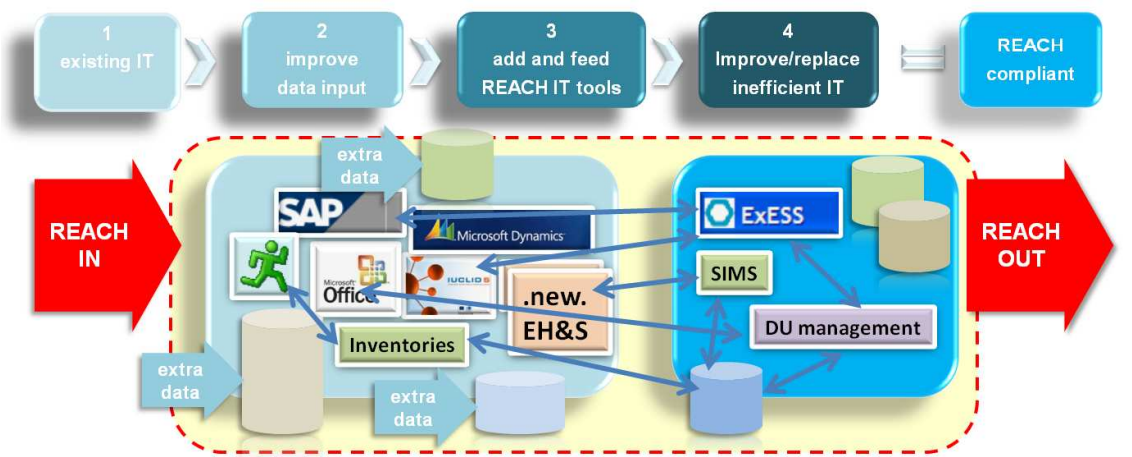 1
existing IT
2
improve
data input
3
add and feed
REACH IT tools
4
Improve/replace
inefficient IT
REACH
compliant
REACH
IN
extra
data
SAP
Microsoft Dynamics
Microsoft
Office
IUCLID 5
.new.
EH&S
Inventories
extra
data
extra
data
ExESS
SIMS
DU management
REACH
OUT